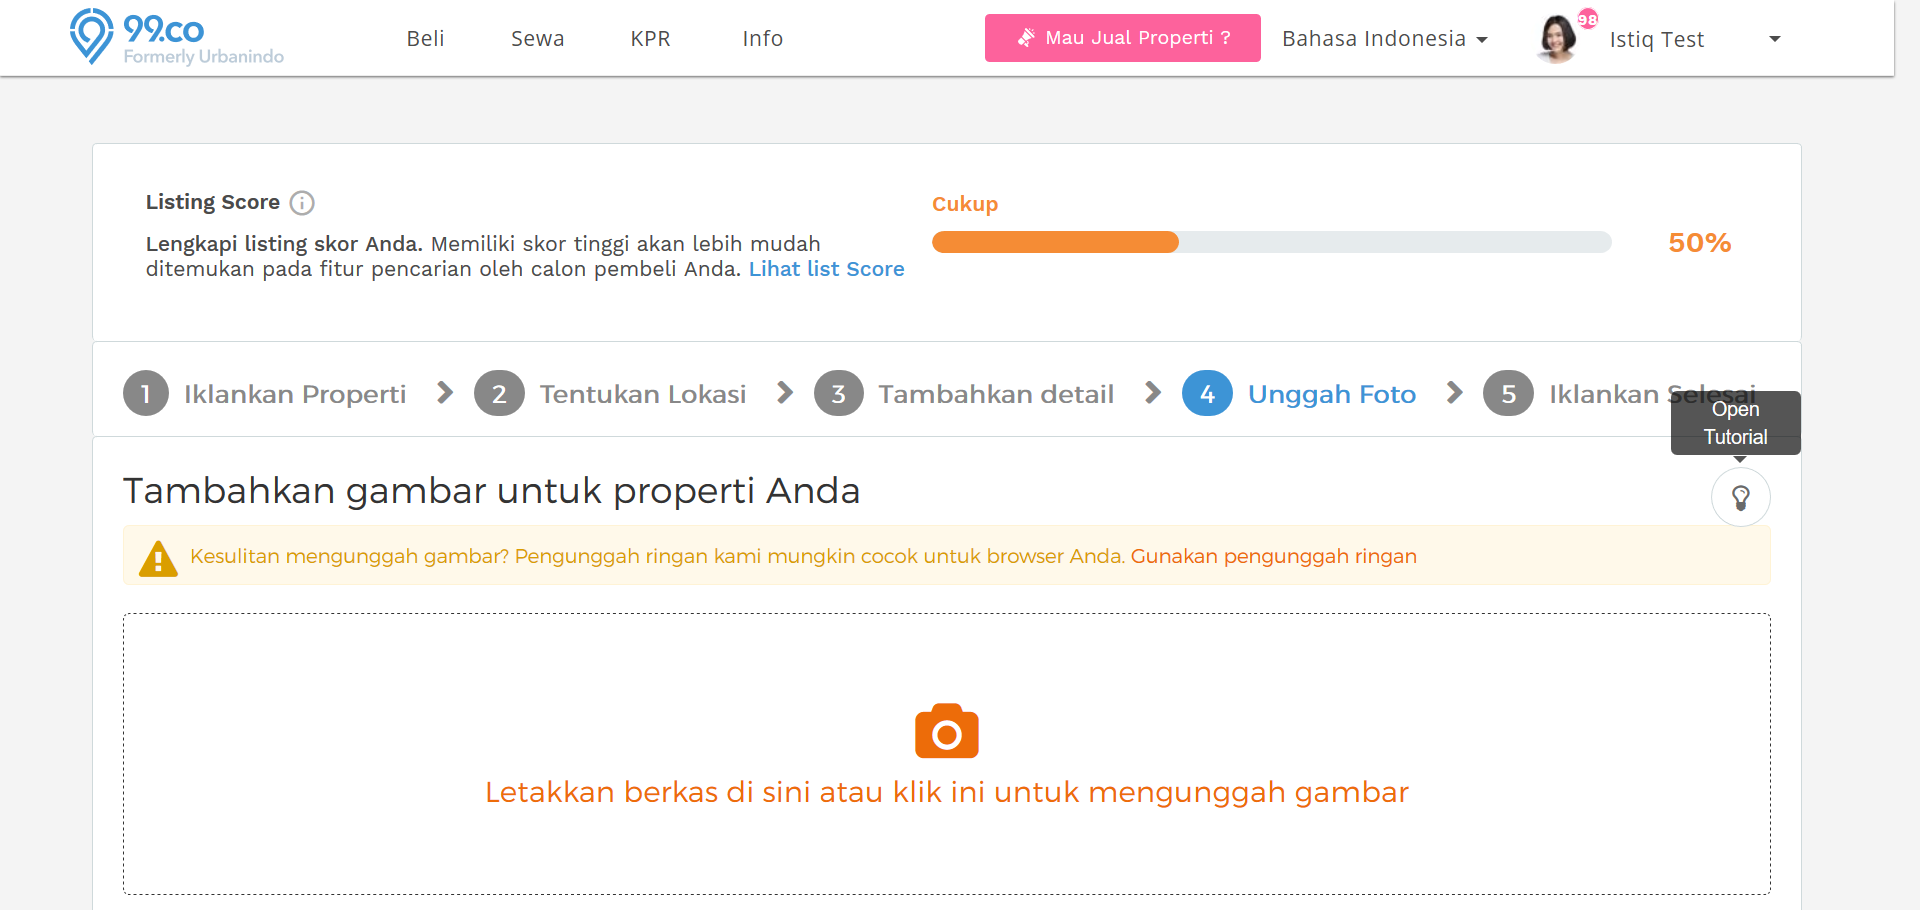 99.co
Formerly Urbanindo
Beli
Sewa
KPR
Info
Mau Jual Properti ?
Bahasa Indonesia
98
Istiq Test
Listing Score
Lengkapi listing skor Anda. Memiliki skor tinggi akan lebih mudah
ditemukan pada fitur pencarian oleh calon pembeli Anda. Lihat list Score
Cukup
50%
1 Iklankan Properti
2 Tentukan Lokasi
3 Tambahkan detail
4 Unggah Foto
5 Iklankan Selesai
Open
Tutorial
Tambahkan gambar untuk properti Anda
Kesulitan mengunggah gambar? Pengunggah ringan kami mungkin cocok untuk browser Anda. Gunakan pengunggah ringan
Letakkan berkas di sini atau klik ini untuk mengunggah gambar